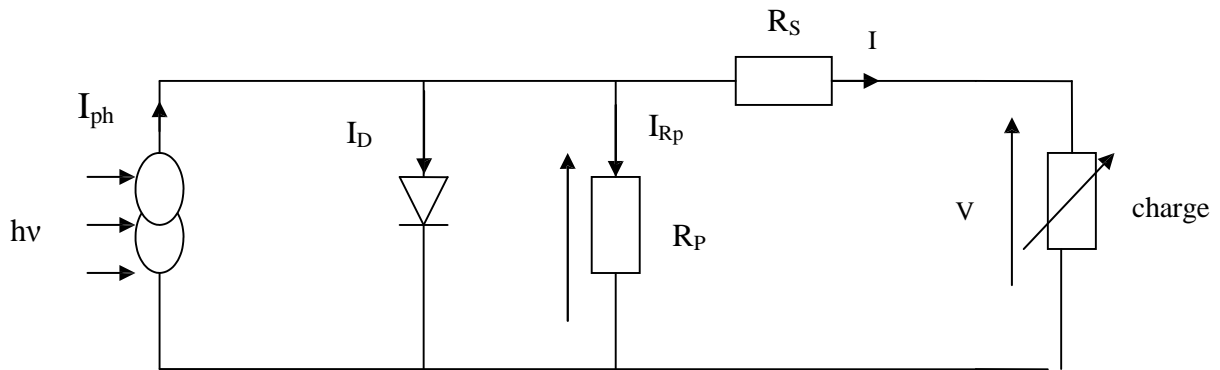 R_S
I
I_ph
I_D
I_Rp
hν
R_P
V
charge